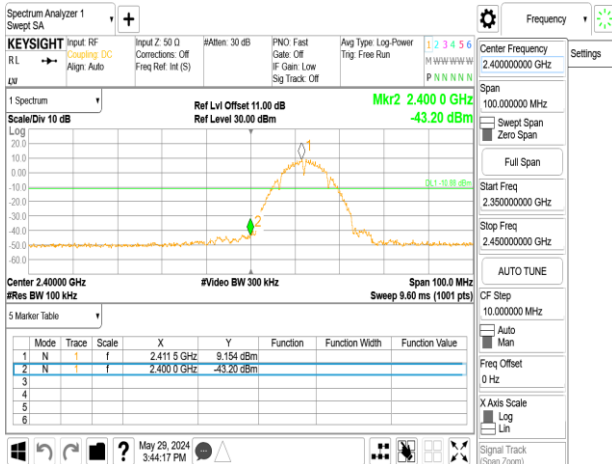 Spectrum Analyzer 1
Swept SA
+
Frequency
Settings
KEYSIGHT
RL
LXI
Input: RF
Coupling: DC
Align: Auto
Input Z: 50 Ω
Corrections: Off
Freq Ref: Int (S)
#Atten: 30 dB
PNO: Fast
Gate: Off
IF Gain: Low
Sig Track: Off
Avg Type: Log-Power
Trig: Free Run
1 2 3 4 5 6
M W W W W W
P N N N N N
1 Spectrum
Scale/Div 10 dB
Ref Lvl Offset 11.00 dB
Ref Level 30.00 dBm
Mkr2 2.400 0 GHz
-43.20 dBm
Log
20.0
10.0
0.00
-10.0
-20.0
-30.0
-40.0
-50.0
-60.0
1
2
Center 2.40000 GHz
#Res BW 100 kHz
#Video BW 300 kHz
Span 100.0 MHz
Sweep 9.60 ms (1001 pts)
5 Marker Table
Mode Trace Scale X Y Function Function Width Function Value
1 N 1 f 2.411 5 GHz 9.154 dBm
2 N 1 f 2.400 0 GHz -43.20 dBm
3
4
5
6
May 29, 2024
3:44:17 PM
?
Center Frequency
2.400000000 GHz
Span
100.000000 MHz
Swept Span
Zero Span
Full Span
Start Freq
2.350000000 GHz
Stop Freq
2.450000000 GHz
AUTO TUNE
CF Step
10.000000 MHz
Auto
Man
Freq Offset
0 Hz
X Axis Scale
Log
Lin
Signal Track
(Span Zoom)